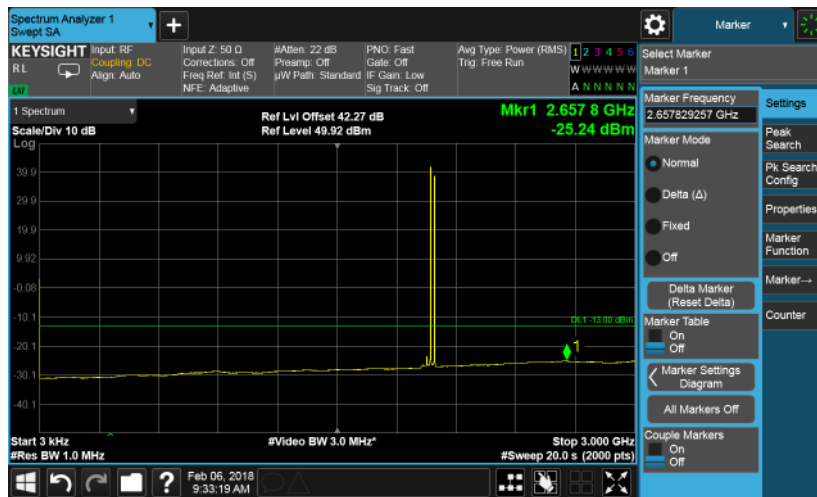 Spectrum Analyzer 1
Swept SA
+
Marker
KEYSIGHT
RL
LXI
Input: RF
Coupling: DC
Align: Auto
Input Z: 50 Ω
Corrections: Off
Freq Ref: Int (S)
NFE: Adaptive
#Atten: 22 dB
Preamp: Off
µW Path: Standard
PNO: Fast
Gate: Off
IF Gain: Low
Sig Track: Off
Avg Type: Power (RMS)
Trig: Free Run
1 2 3 4 5 6
W W W W W W
A N N N N N
Select Marker
Marker 1
1 Spectrum
Scale/Div 10 dB
Log
Ref Lvl Offset 42.27 dB
Ref Level 49.92 dBm
Mkr1 2.657 8 GHz
-25.24 dBm
39.9
29.9
19.9
9.92
-0.08
-10.1
-20.1
-30.1
-40.1
DL1 -13.00 dBm
1
Start 3 kHz
#Res BW 1.0 MHz
#Video BW 3.0 MHz*
Stop 3.000 GHz
#Sweep 20.0 s (2000 pts)
Marker Frequency
2.657829257 GHz
Marker Mode
Normal
Delta (Δ)
Fixed
Off
Delta Marker
(Reset Delta)
Marker Table
On
Off
Marker Settings
Diagram
All Markers Off
Couple Markers
On
Off
Settings
Peak
Search
Pk Search
Config
Properties
Marker
Function
Marker→
Counter
?
Feb 06, 2018
9:33:19 AM